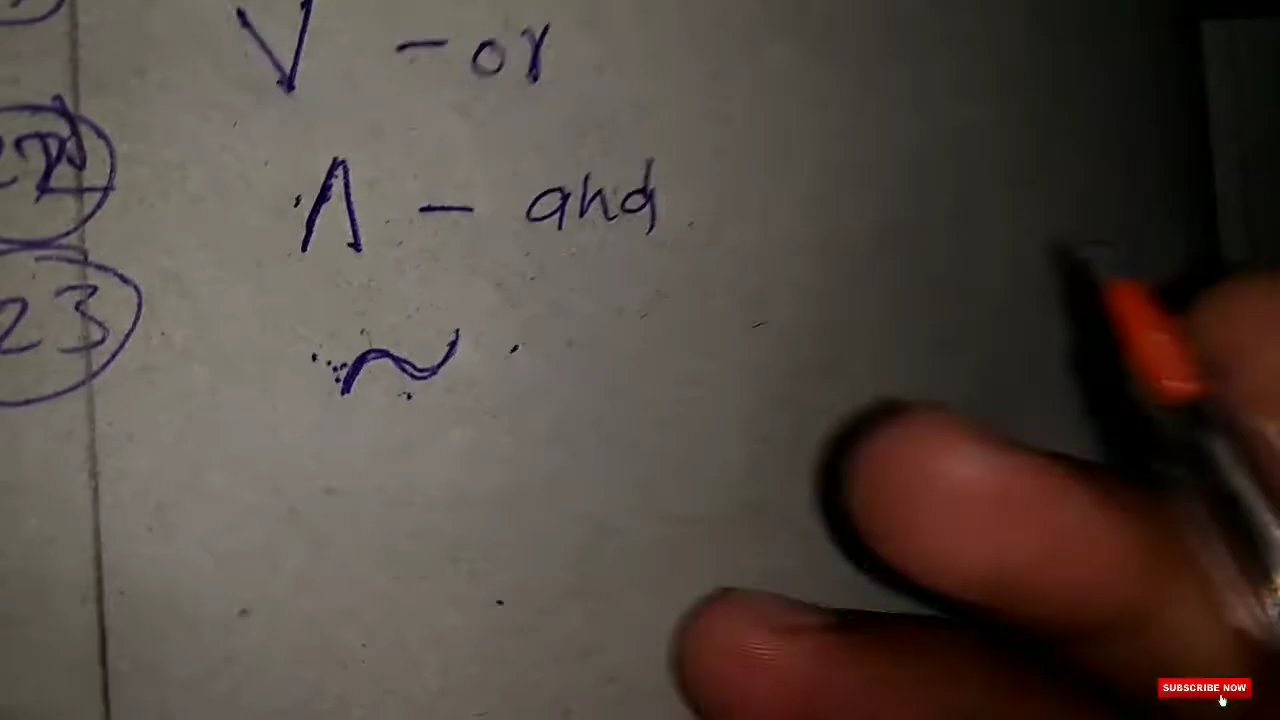 V - or
22
Λ - and
23
~
SUBSCRIBE NOW